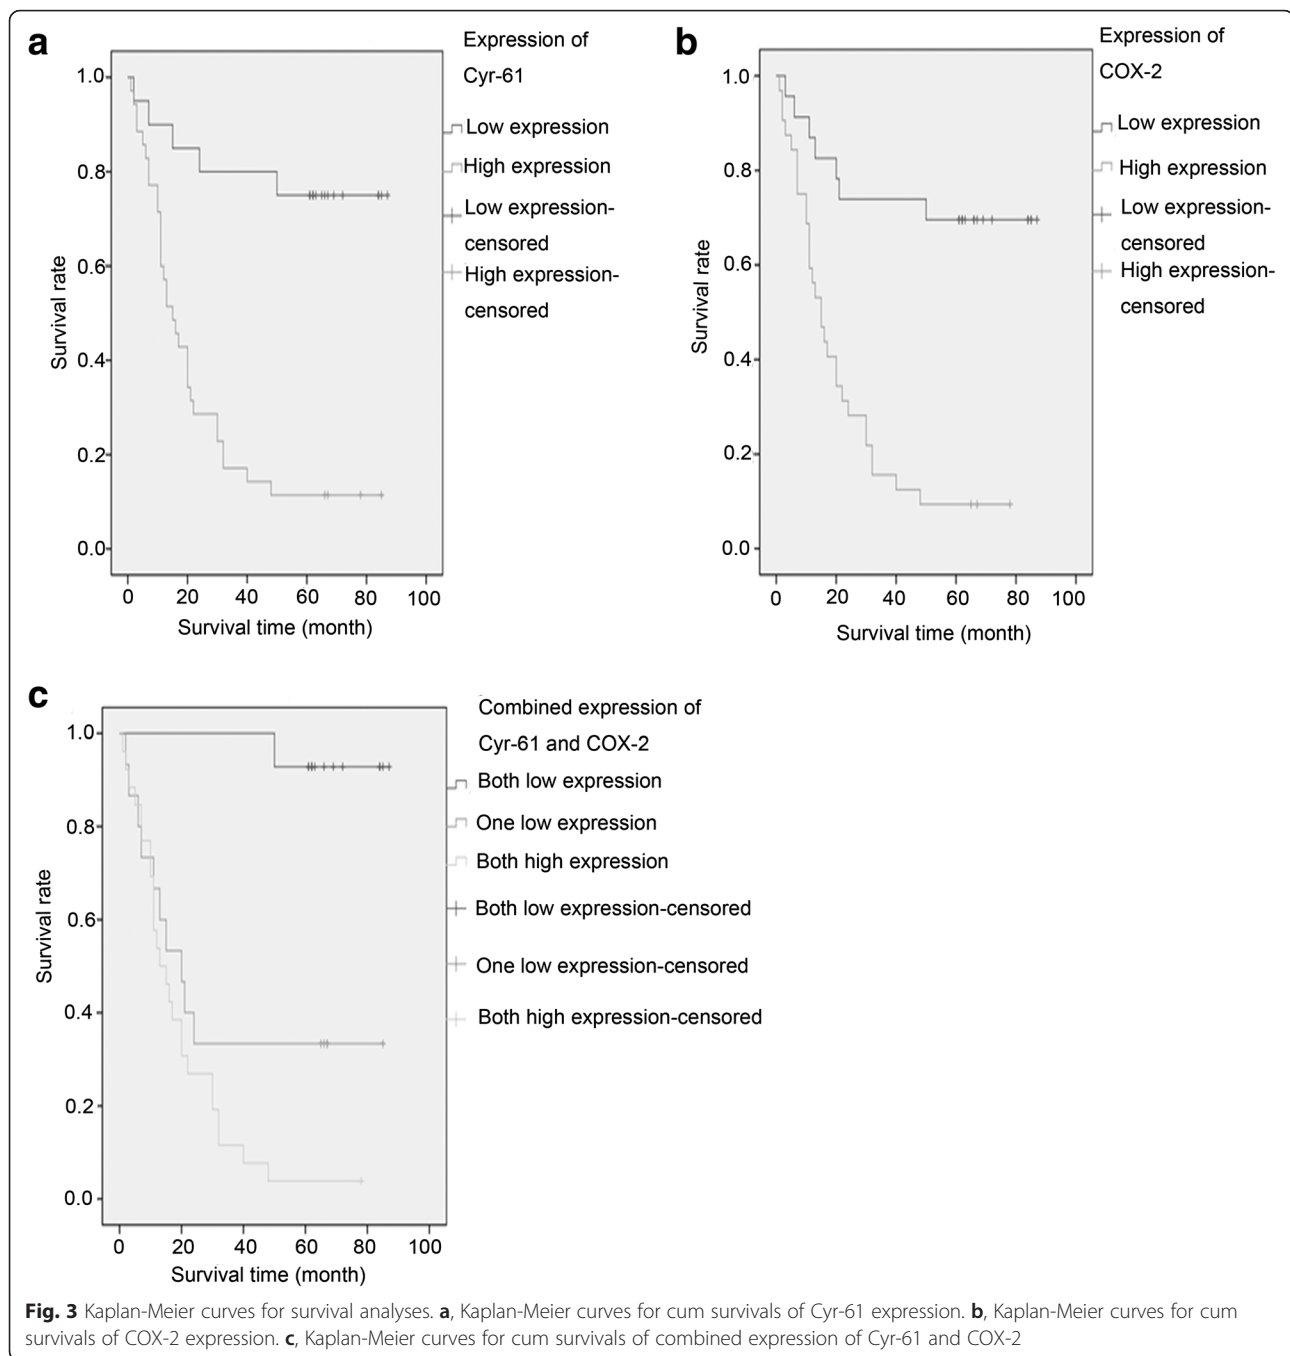 a
Expression of
Cyr-61
1.0
0.8
0.6
0.4
0.2
0.0
Survival rate
0 20 40 60 80 100
Survival time (month)
Low expression
High expression
Low expression-
censored
High expression-
censored
b
Expression of
COX-2
1.0
0.8
0.6
0.4
0.2
0.0
Survival rate
0 20 40 60 80 100
Survival time (month)
Low expression
High expression
Low expression-
censored
High expression-
censored
c
Combined expression of
Cyr-61 and COX-2
1.0
0.8
0.6
0.4
0.2
0.0
Survival rate
0 20 40 60 80 100
Survival time (month)
Both low expression
One low expression
Both high expression
Both low expression-censored
One low expression-censored
Both high expression-censored
Fig. 3 Kaplan-Meier curves for survival analyses. a, Kaplan-Meier curves for cum survivals of Cyr-61 expression. b, Kaplan-Meier curves for cum
survivals of COX-2 expression. c, Kaplan-Meier curves for cum survivals of combined expression of Cyr-61 and COX-2